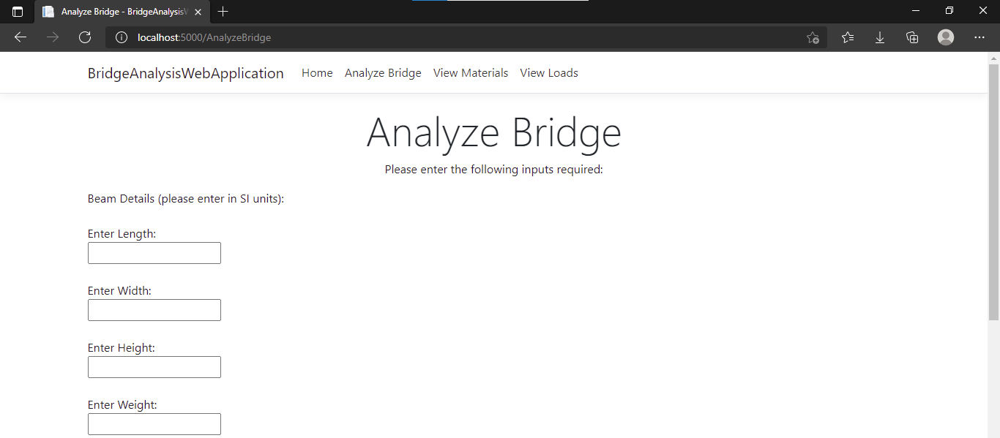 Analyze Bridge - BridgeAnalysisW
localhost:5000/AnalyzeBridge
BridgeAnalysisWebApplication Home Analyze Bridge View Materials View Loads
Analyze Bridge
Please enter the following inputs required:
Beam Details (please enter in SI units):
Enter Length:
Enter Width:
Enter Height:
Enter Weight: